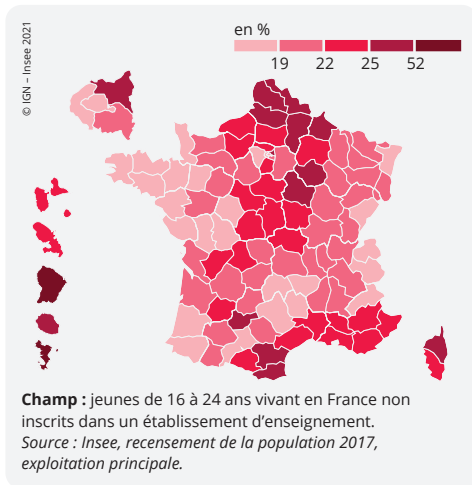 en %
19 22 25 52
© IGN – Insee 2021
Champ : jeunes de 16 à 24 ans vivant en France non
inscrits dans un établissement d’enseignement.
Source : Insee, recensement de la population 2017,
exploitation principale.